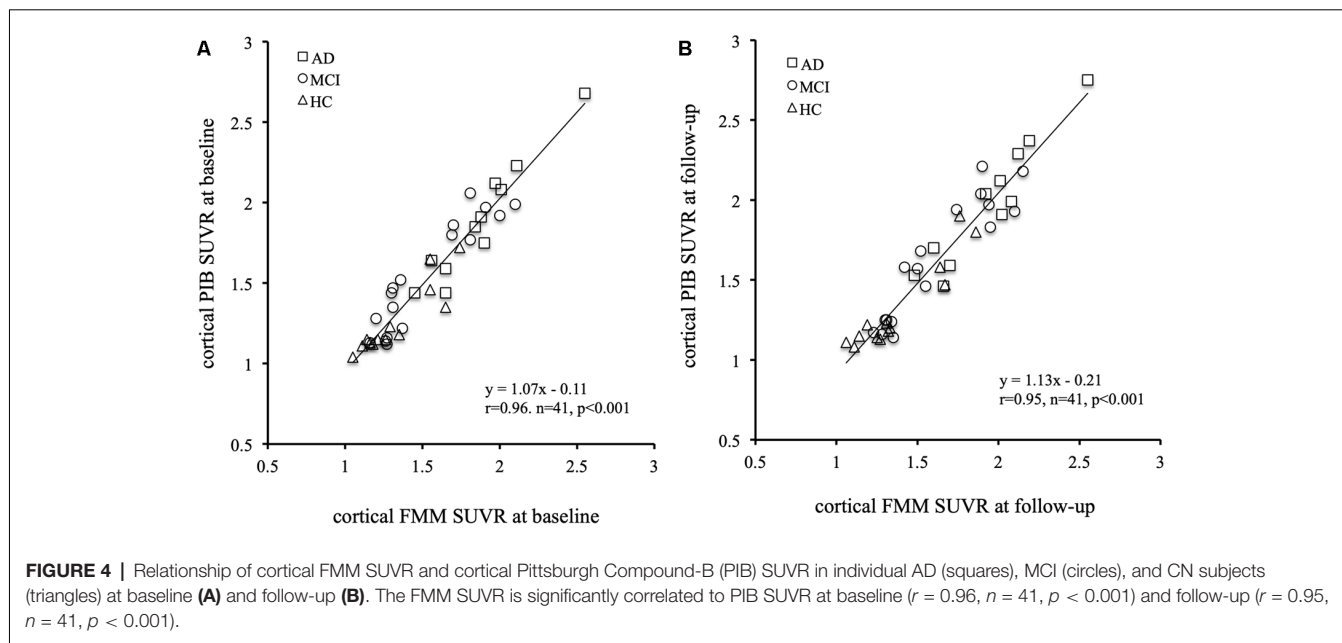 A
AD
MCI
HC
3
2.5
2
1.5
1
0.5
cortical PIB SUVR at baseline
y = 1.07x - 0.11
r=0.96. n=41, p<0.001
0.5 1 1.5 2 2.5 3
cortical FMM SUVR at baseline
B
AD
MCI
HC
3
2.5
2
1.5
1
0.5
cortical PIB SUVR at follow-up
y = 1.13x - 0.21
r=0.95, n=41, p<0.001
0.5 1 1.5 2 2.5 3
cortical FMM SUVR at follow-up
FIGURE 4 | Relationship of cortical FMM SUVR and cortical Pittsburgh Compound-B (PIB) SUVR in individual AD (squares), MCI (circles), and CN subjects
(triangles) at baseline (A) and follow-up (B). The FMM SUVR is significantly correlated to PIB SUVR at baseline (r = 0.96, n = 41, p < 0.001) and follow-up (r = 0.95,
n = 41, p < 0.001).